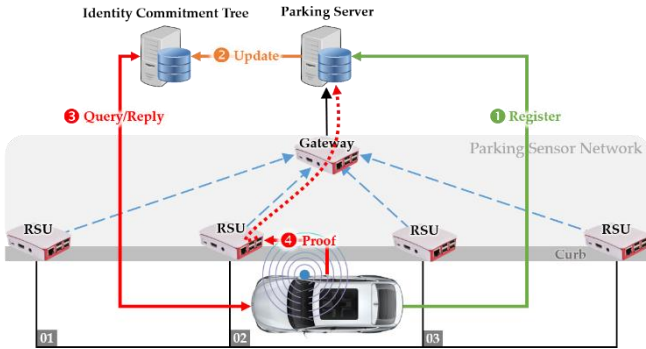 Identity Commitment Tree
Parking Server
2 Update
3 Query/Reply
1 Register
Gateway
Parking Sensor Network
RSU
RSU
RSU
RSU
4 Proof
Curb
01
02
03